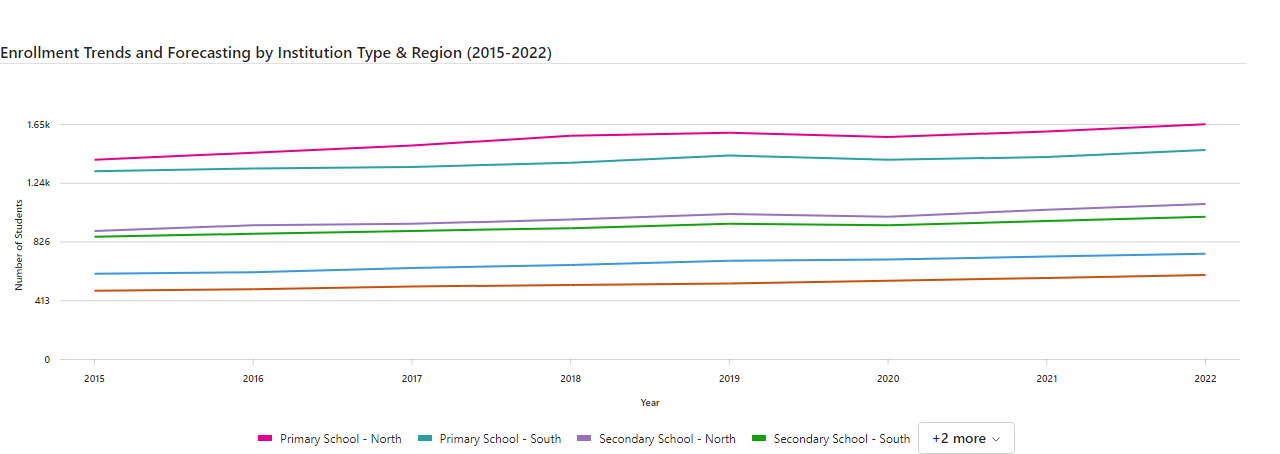 Enrollment Trends and Forecasting by Institution Type & Region (2015-2022)
Number of Students
1.65k
1.24k
826
413
0
2015 2016 2017 2018 2019 2020 2021 2022
Year
Primary School - North Primary School - South Secondary School - North Secondary School - South +2 more